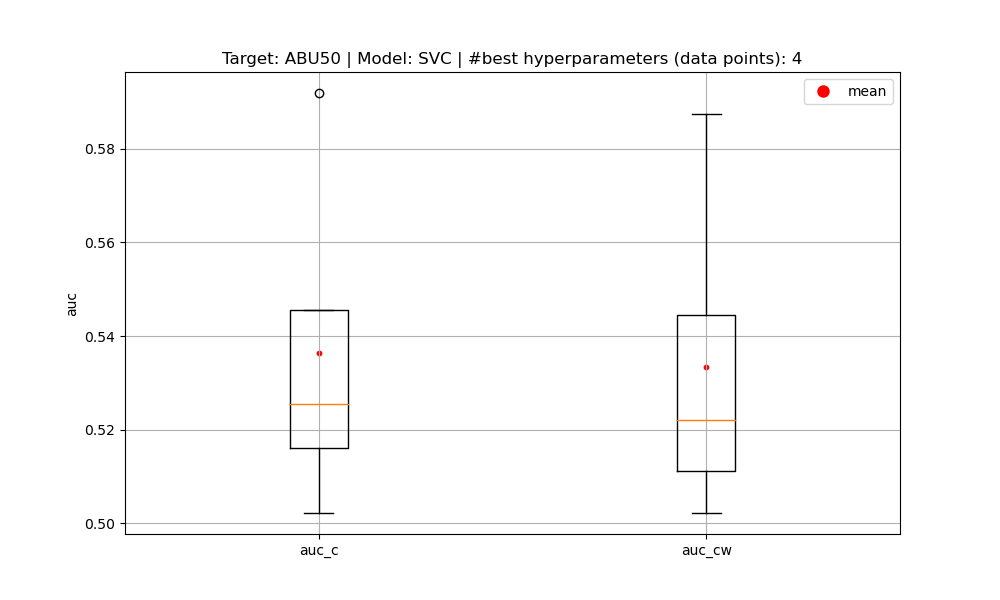 Target: ABU50 | Model: SVC | #best hyperparameters (data points): 4
mean
0.58
0.56
0.54
0.52
0.50
auc
auc_c
auc_cw